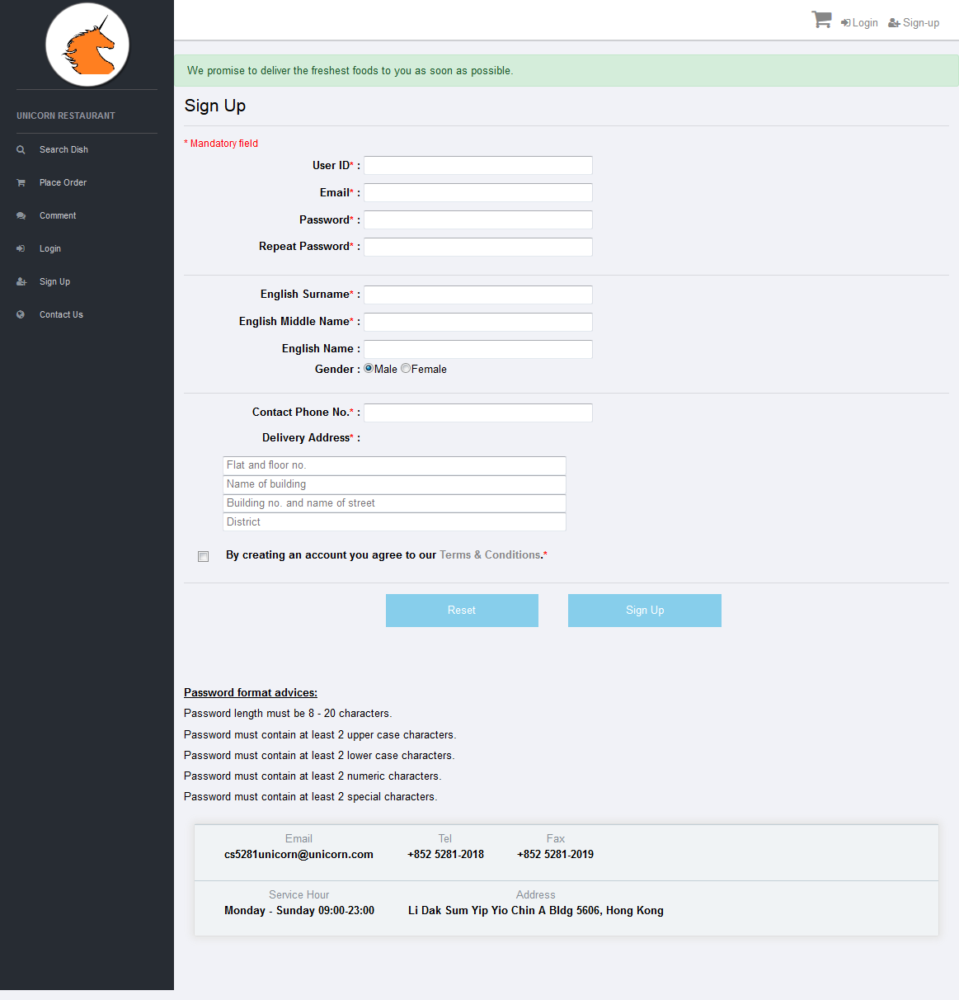 Login
Sign-up
UNICORN RESTAURANT
Search Dish
Place Order
Comment
Login
Sign Up
Contact Us
We promise to deliver the freshest foods to you as soon as possible.
Sign Up
* Mandatory field
User ID* :
Email* :
Password* :
Repeat Password* :
English Surname* :
English Middle Name* :
English Name :
Gender : Male Female
Contact Phone No.* :
Delivery Address* :
Flat and floor no.
Name of building
Building no. and name of street
District
By creating an account you agree to our Terms & Conditions.*
Reset
Sign Up
Password format advices:
Password length must be 8 - 20 characters.
Password must contain at least 2 upper case characters.
Password must contain at least 2 lower case characters.
Password must contain at least 2 numeric characters.
Password must contain at least 2 special characters.
Email Tel Fax
cs5281unicorn@unicorn.com +852 5281-2018 +852 5281-2019
Service Hour Address
Monday - Sunday 09:00-23:00 Li Dak Sum Yip Yio Chin A Bldg 5606, Hong Kong